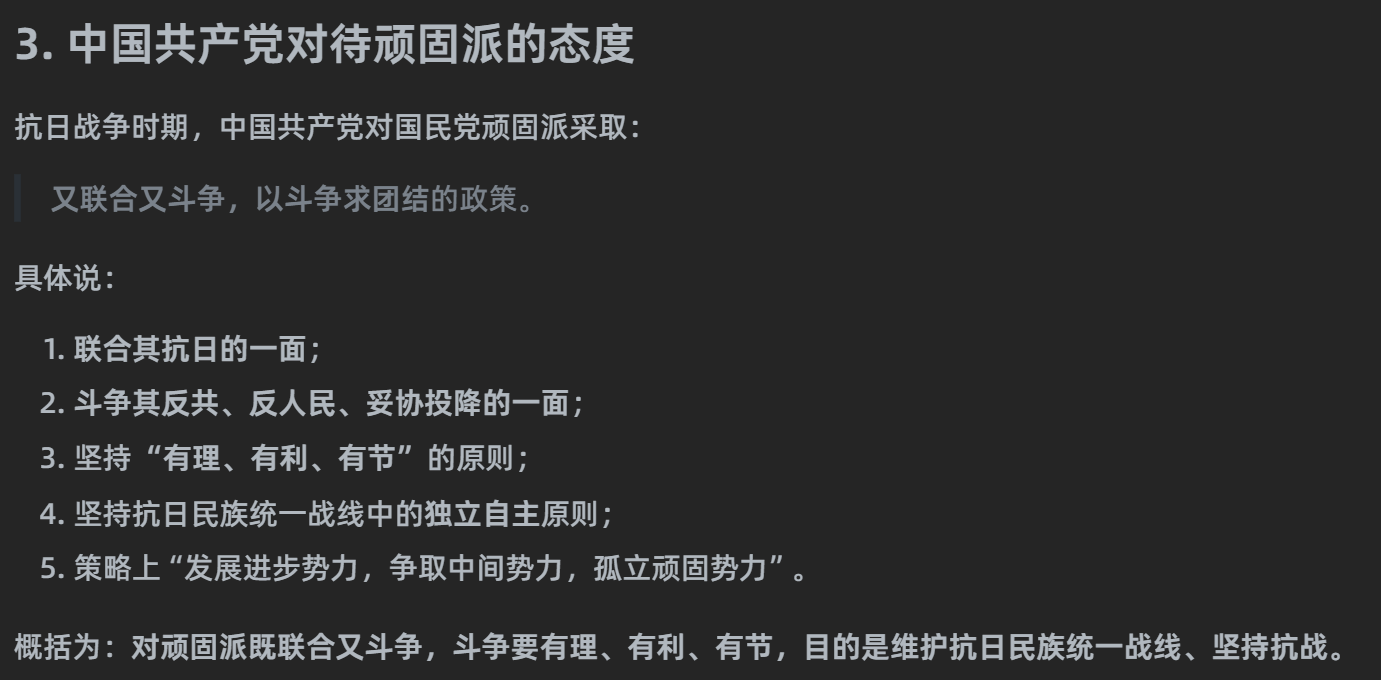 3. 中国共产党对待顽固派的态度
抗日战争时期，中国共产党对国民党顽固派采取：
又联合又斗争，以斗争求团结的政策。
具体说：
1. 联合其抗日的一面；
2. 斗争其反共、反人民、妥协投降的一面；
3. 坚持“有理、有利、有节”的原则；
4. 坚持抗日民族统一战线中的独立自主原则；
5. 策略上“发展进步势力，争取中间势力，孤立顽固势力”。
概括为：对顽固派既联合又斗争，斗争要有理、有利、有节，目的是维护抗日民族统一战线、坚持抗战。